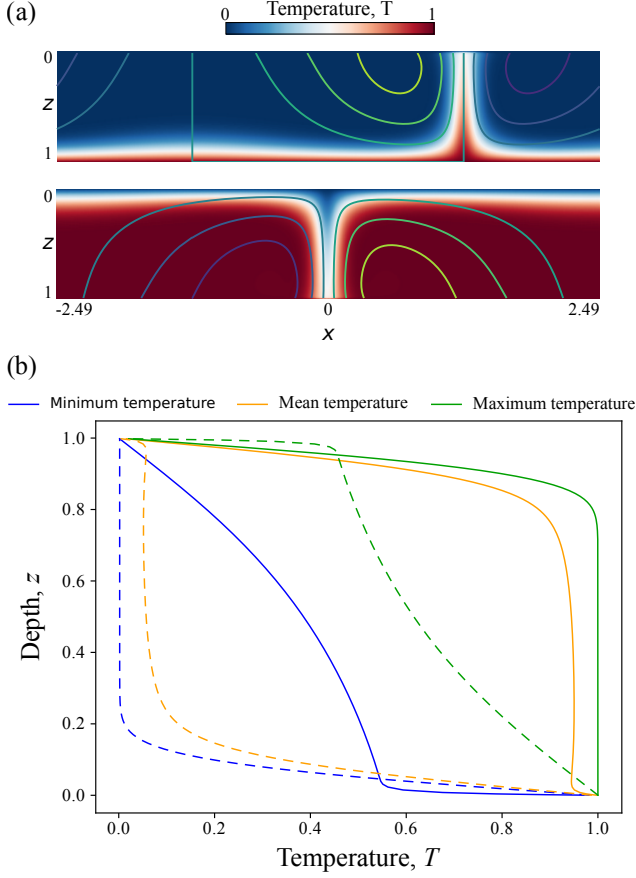 (a)
Temperature, T
0 1
0
z
1
0
z
1
-2.49 0 2.49
x
(b)
Minimum temperature Mean temperature Maximum temperature
1.0
0.8
0.6
0.4
0.2
0.0
Depth, z
0.0 0.2 0.4 0.6 0.8 1.0
Temperature, T